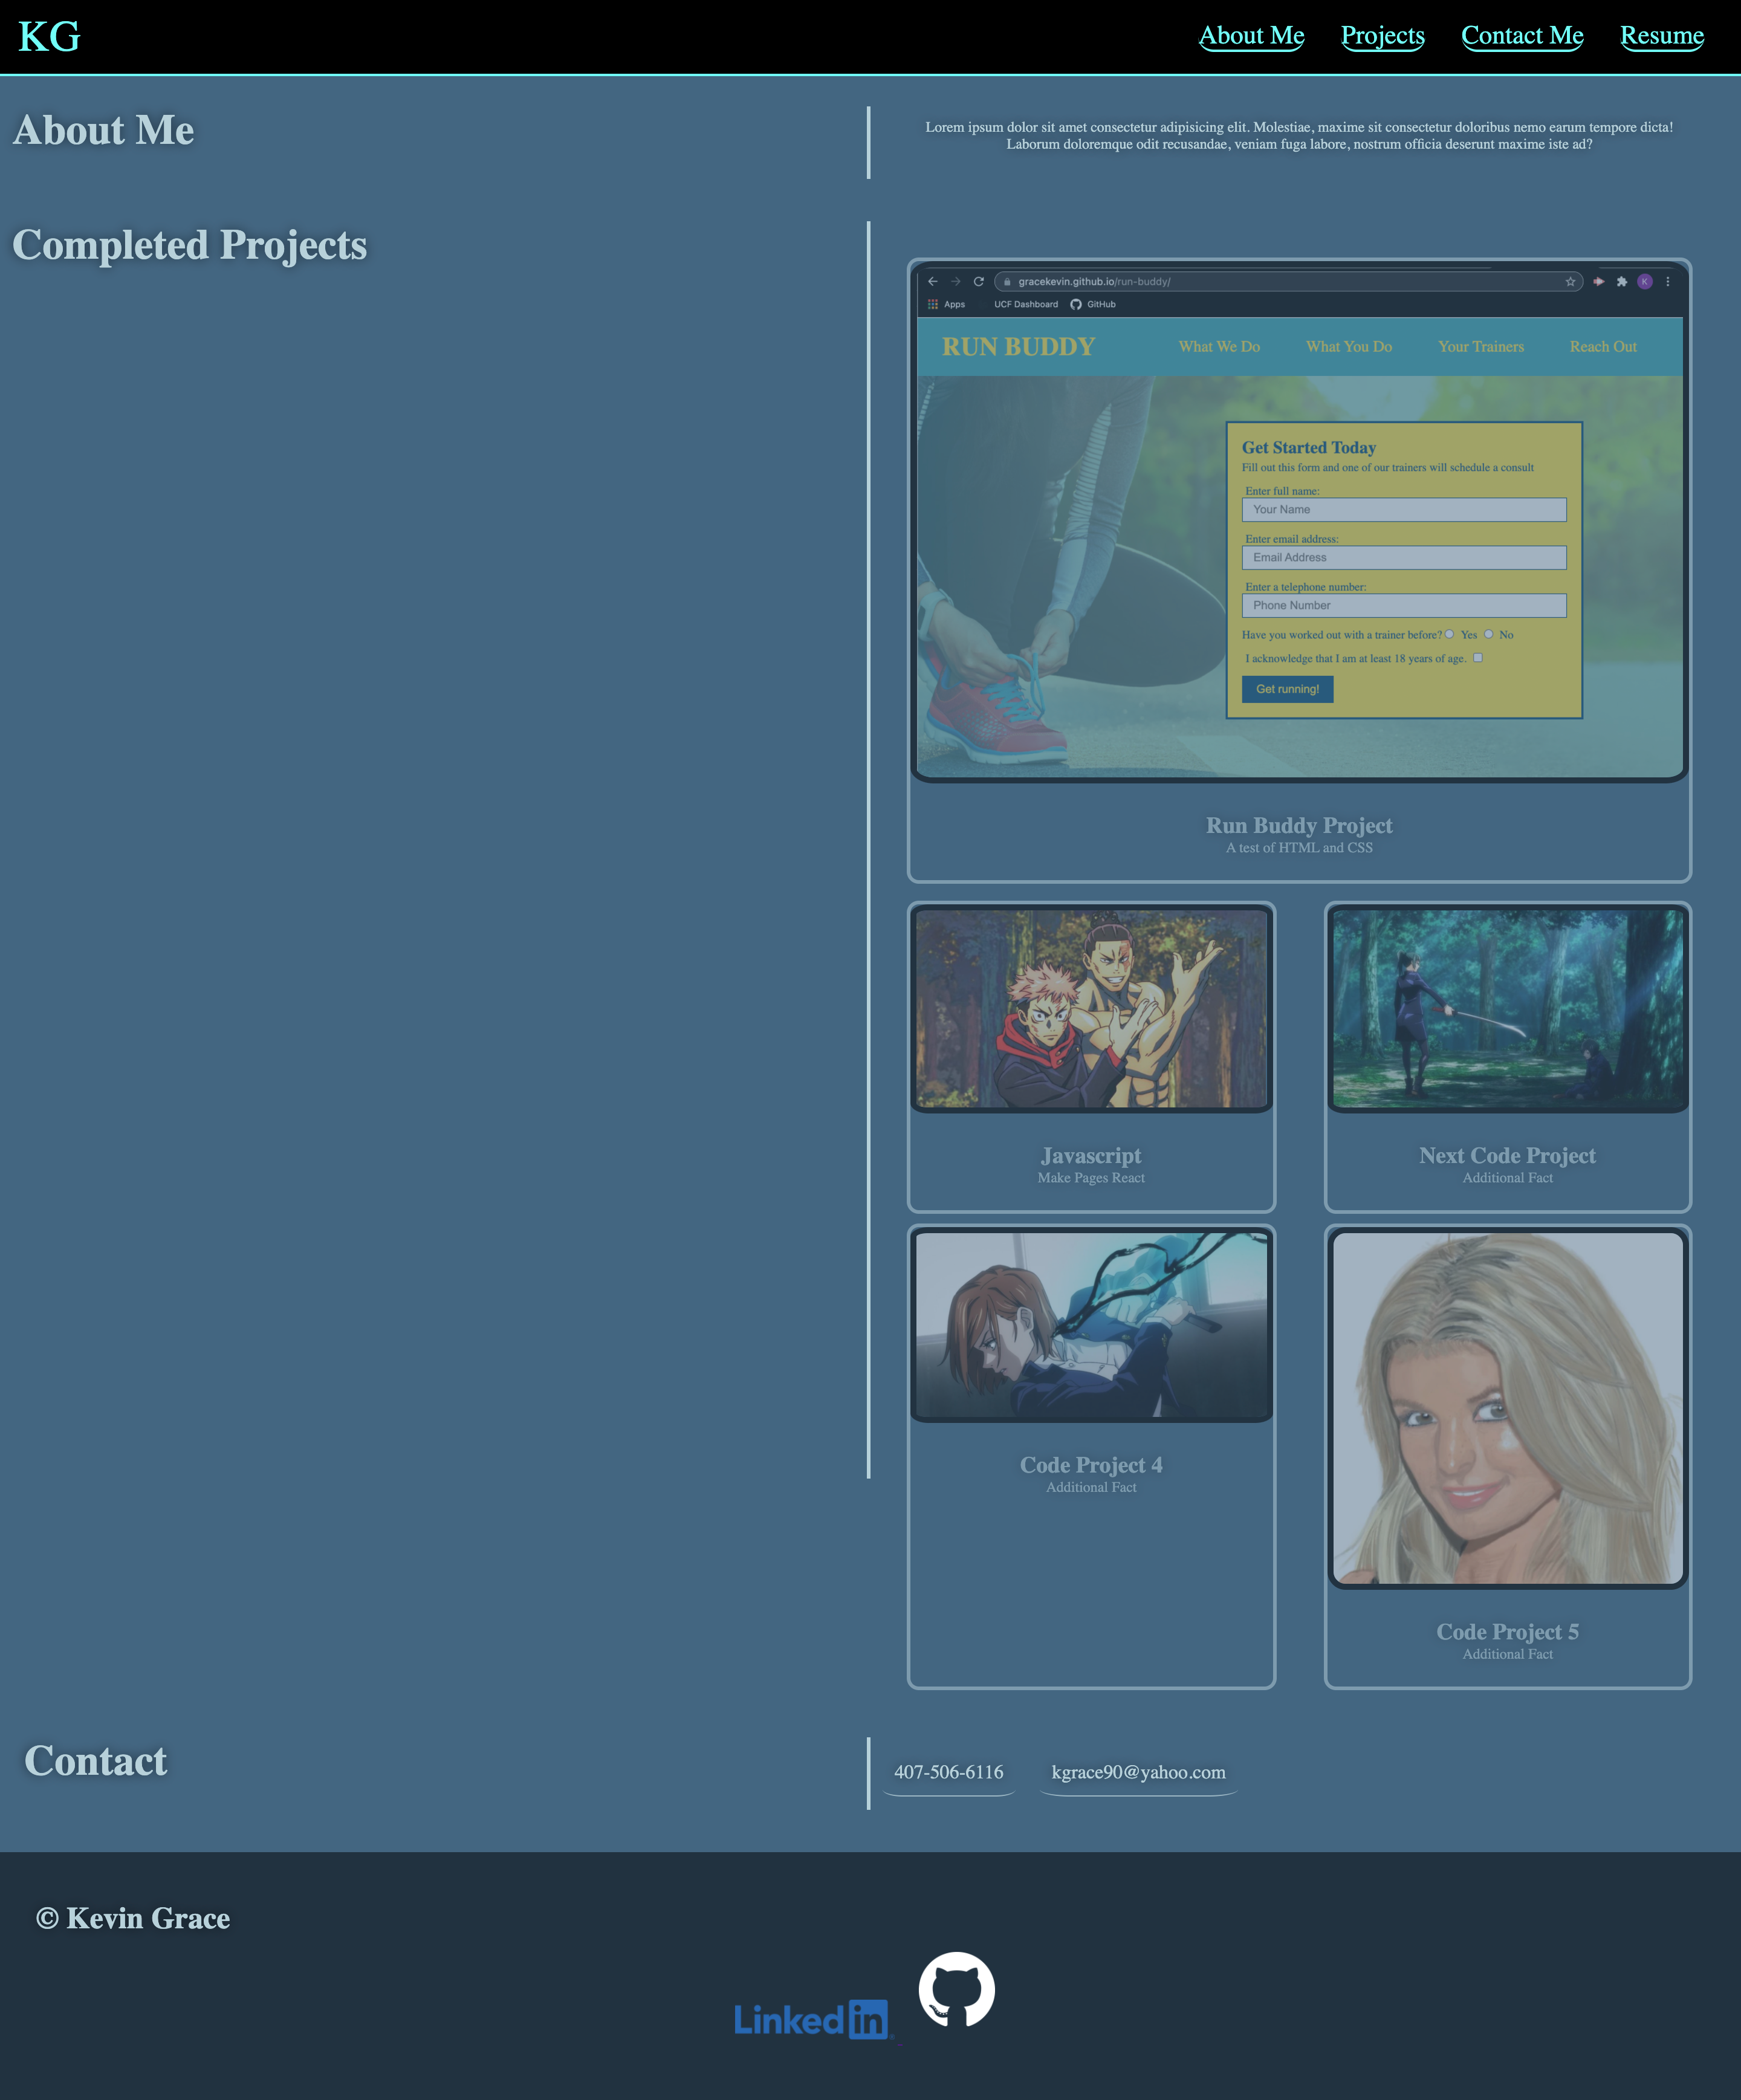 KG
About Me
Projects
Contact Me
Resume
About Me
Lorem ipsum dolor sit amet consectetur adipisicing elit. Molestiae, maxime sit consectetur doloribus nemo earum tempore dicta!
Laborum doloremque odit recusandae, veniam fuga labore, nostrum officia deserunt maxime iste ad?
Completed Projects
gracekevin.github.io/run-buddy/
K
Apps
UCF Dashboard
GitHub
RUN BUDDY
What We Do
What You Do
Your Trainers
Reach Out
Get Started Today
Fill out this form and one of our trainers will schedule a consult
Enter full name:
Your Name
Enter email address:
Email Address
Enter a telephone number:
Phone Number
Have you worked out with a trainer before? Yes No
I acknowledge that I am at least 18 years of age.
Get running!
Run Buddy Project
A test of HTML and CSS
Javascript
Make Pages React
Next Code Project
Additional Fact
Code Project 4
Additional Fact
Code Project 5
Additional Fact
Contact
407-506-6116
kgrace90@yahoo.com
© Kevin Grace
Linked in